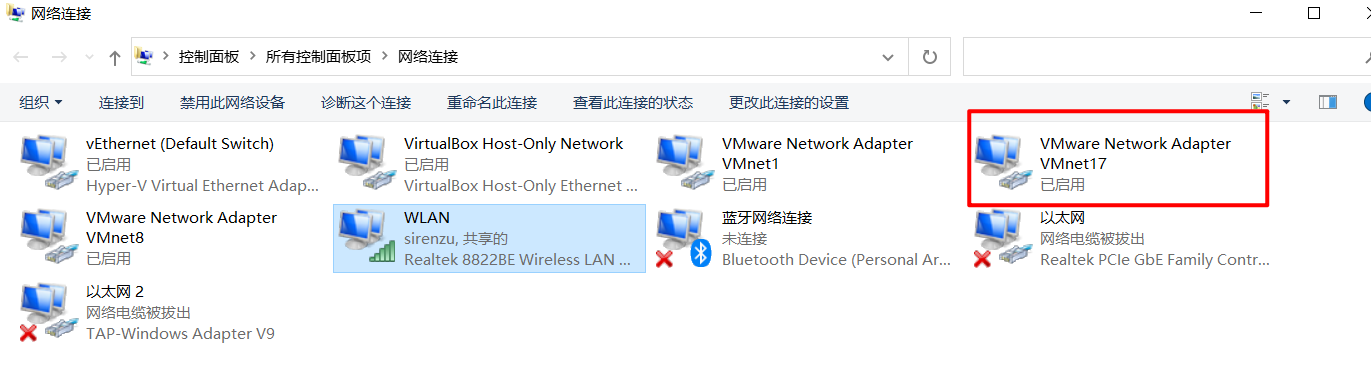 网络连接
控制面板 所有控制面板项 网络连接
组织 连接到 禁用此网络设备 诊断这个连接 重命名此连接 查看此连接的状态 更改此连接的设置
vEthernet (Default Switch)
已启用
Hyper-V Virtual Ethernet Adap...
VirtualBox Host-Only Network
已启用
VirtualBox Host-Only Ethernet ...
VMware Network Adapter
VMnet1
已启用
VMware Network Adapter
VMnet17
已启用
VMware Network Adapter
VMnet8
已启用
WLAN
sirenzu, 共享的
Realtek 8822BE Wireless LAN ...
蓝牙网络连接
未连接
Bluetooth Device (Personal Ar...
以太网
网络电缆被拔出
Realtek PCIe GbE Family Contr...
以太网 2
网络电缆被拔出
TAP-Windows Adapter V9